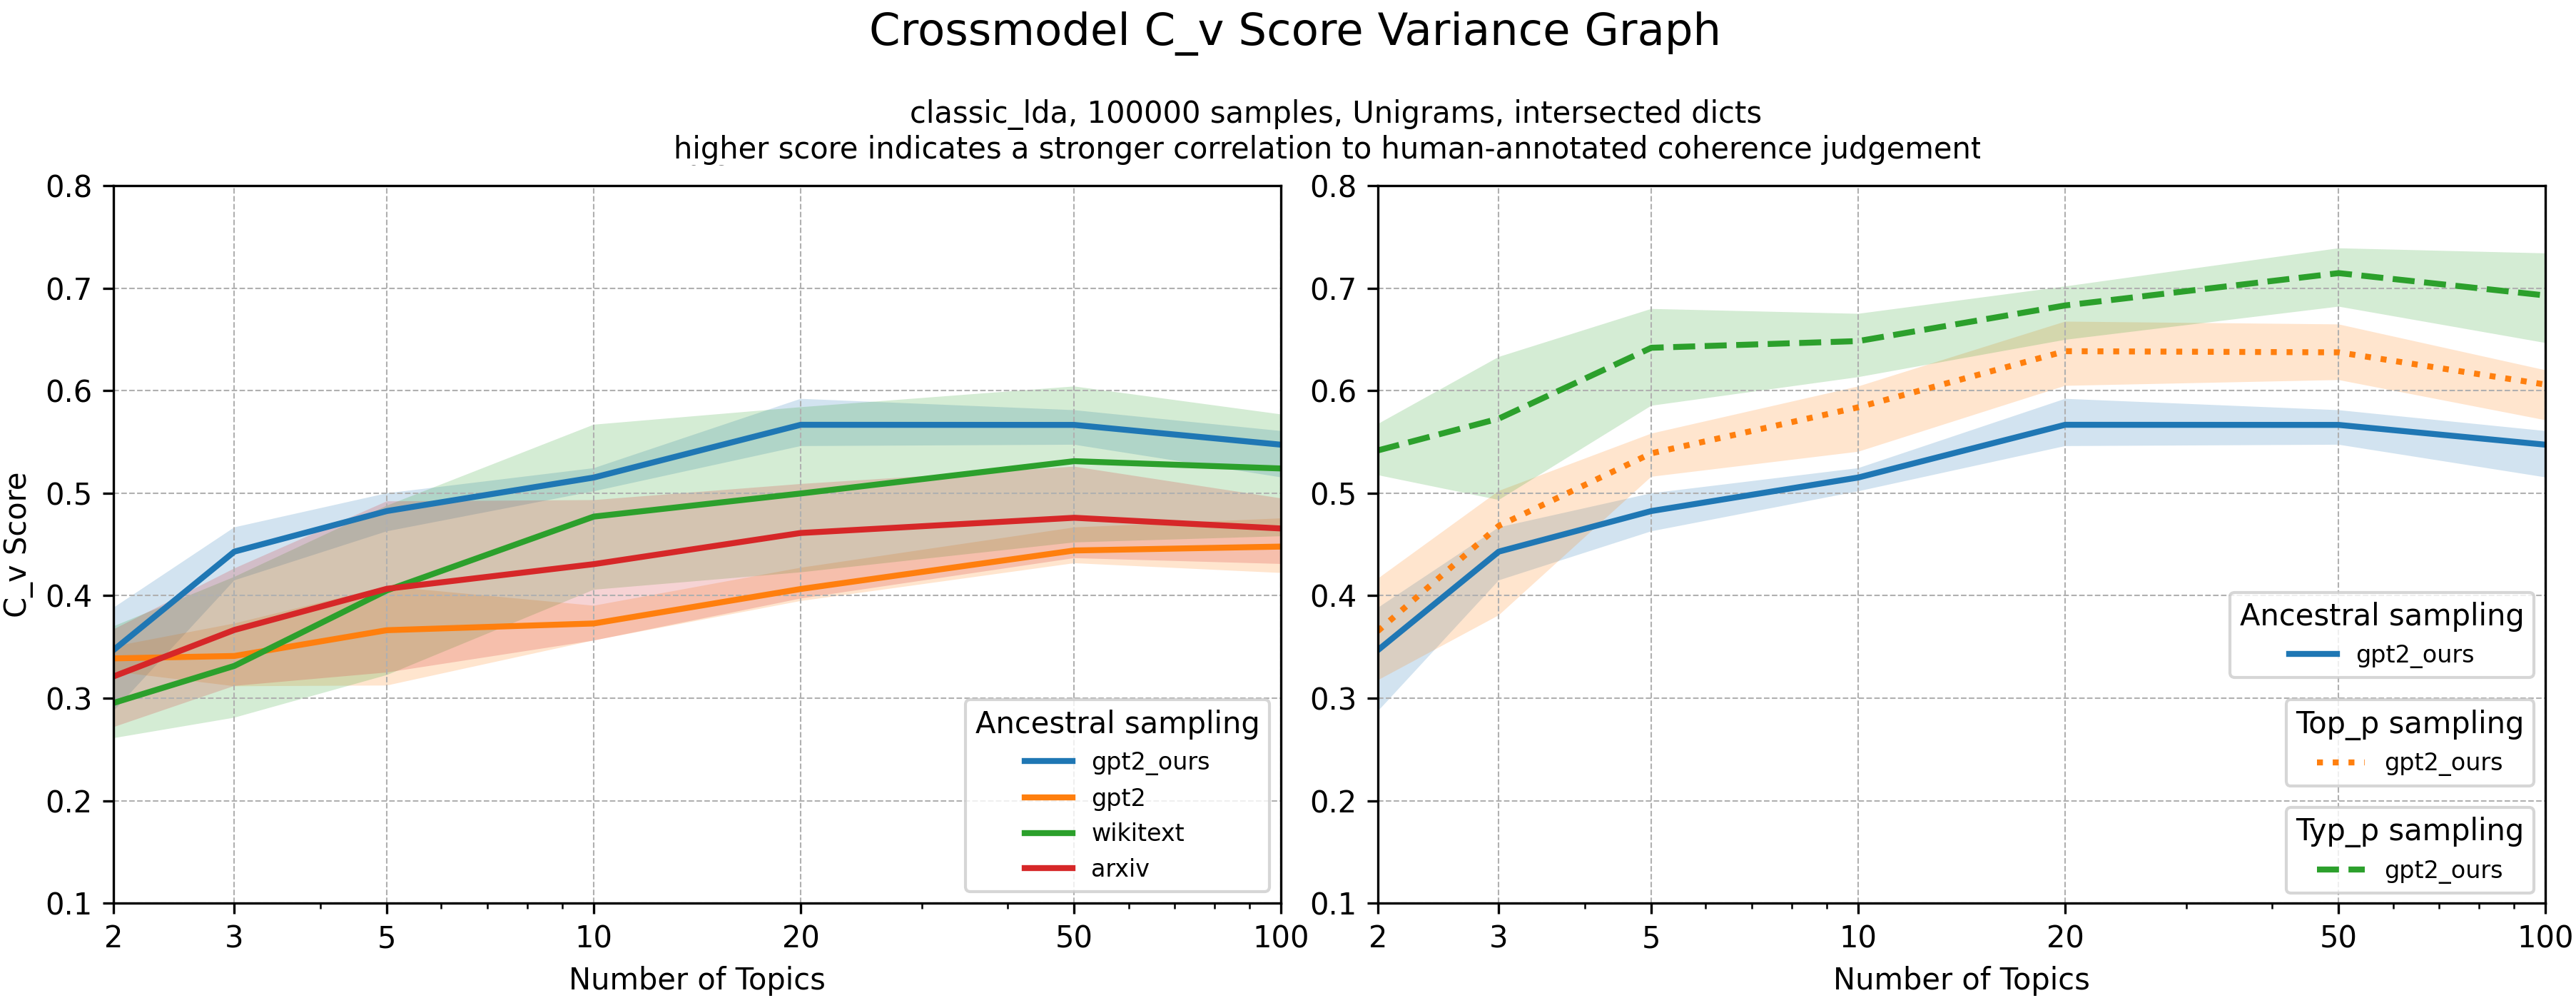 Crossmodel C_v Score Variance Graph
classic_lda, 100000 samples, Unigrams, intersected dicts
higher score indicates a stronger correlation to human-annotated coherence judgement
C_v Score
0.8
0.7
0.6
0.5
0.4
0.3
0.2
0.1
2 3 5 10 20 50 100
Number of Topics
Ancestral sampling
gpt2_ours
gpt2
wikitext
arxiv
0.8
0.7
0.6
0.5
0.4
0.3
0.2
0.1
2 3 5 10 20 50 100
Number of Topics
Ancestral sampling
gpt2_ours
Top_p sampling
gpt2_ours
Typ_p sampling
gpt2_ours